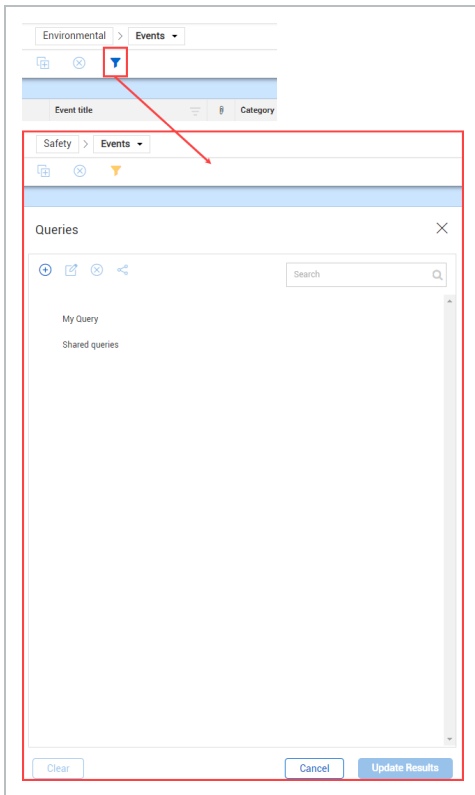 Environmental > Events
Event title Category
Safety > Events
Queries
Search
My Query
Shared queries
Clear Cancel Update Results